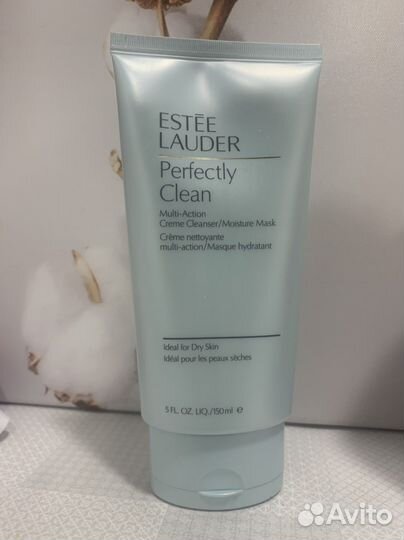 ESTĒE
LAUDER
Perfectly
Clean
Multi-Action
Creme Cleanser/Moisture Mask
Crème nettoyante
multi-action/Masque hydratant
Ideal for Dry Skin
Idéal pour les peaux sèches
5 FL. OZ. LIQ./150 ml e
Avito